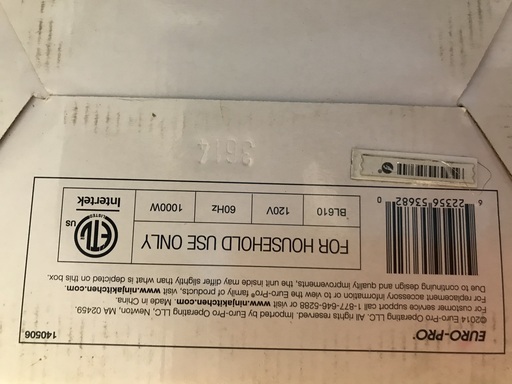 EURO-PRO® 140506
©2014 Euro-Pro Operating LLC. All rights reserved. Imported by Euro-Pro Operating LLC, Newton, MA 02459.
For customer service support call 1-877-646-5288 or visit www.ninjakitchen.com. Made in China.
For replacement accessory information or to view the Euro-Pro® family of products, visit www.ninjakitchen.com.
Due to continuing design and quality improvements, the unit inside may differ slightly than what is depicted on this box.
FOR HOUSEHOLD USE ONLY
BL610 120V 60Hz 1000W
ETL
LISTED
US
Intertek
6 22356 53682 0
3614